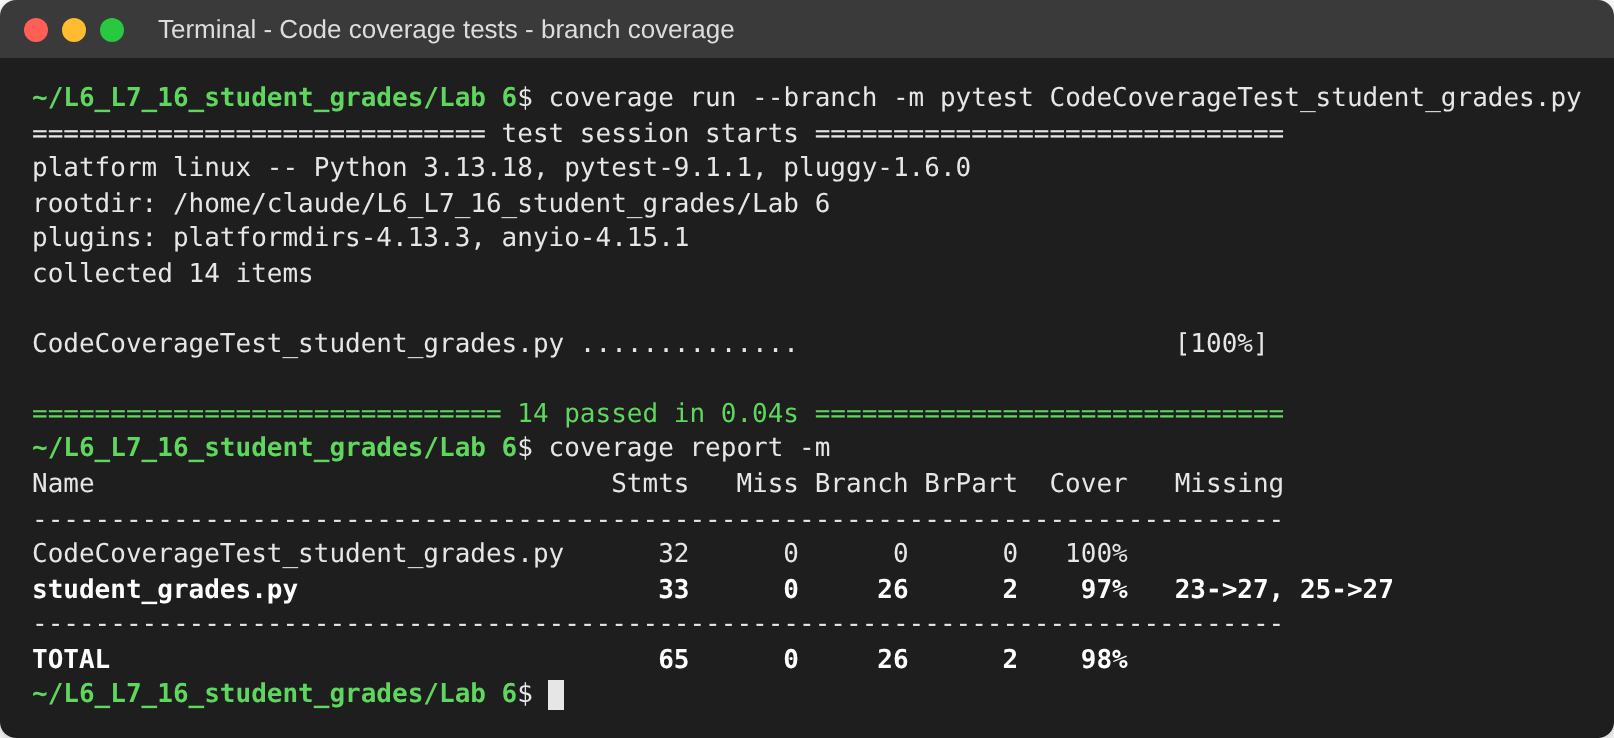 Terminal - Code coverage tests - branch coverage
~/L6_L7_16_student_grades/Lab 6$ coverage run --branch -m pytest CodeCoverageTest_student_grades.py
============================= test session starts ==============================
platform linux -- Python 3.13.18, pytest-9.1.1, pluggy-1.6.0
rootdir: /home/claude/L6_L7_16_student_grades/Lab 6
plugins: platformdirs-4.13.3, anyio-4.15.1
collected 14 items
CodeCoverageTest_student_grades.py ..............                        [100%]
============================== 14 passed in 0.04s ==============================
~/L6_L7_16_student_grades/Lab 6$ coverage report -m
Name                                 Stmts   Miss Branch BrPart  Cover   Missing
--------------------------------------------------------------------------------
CodeCoverageTest_student_grades.py      32      0      0      0   100%
student_grades.py                       33      0     26      2    97%   23->27, 25->27
--------------------------------------------------------------------------------
TOTAL                                   65      0     26      2    98%
~/L6_L7_16_student_grades/Lab 6$